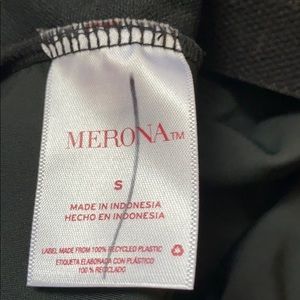 MERONA™
S
MADE IN INDONESIA
HECHO EN INDONESIA
LABEL MADE FROM 100% RECYCLED PLASTIC
ETIQUETA ELABORADA CON PLÁSTICO
100 % RECICLADO